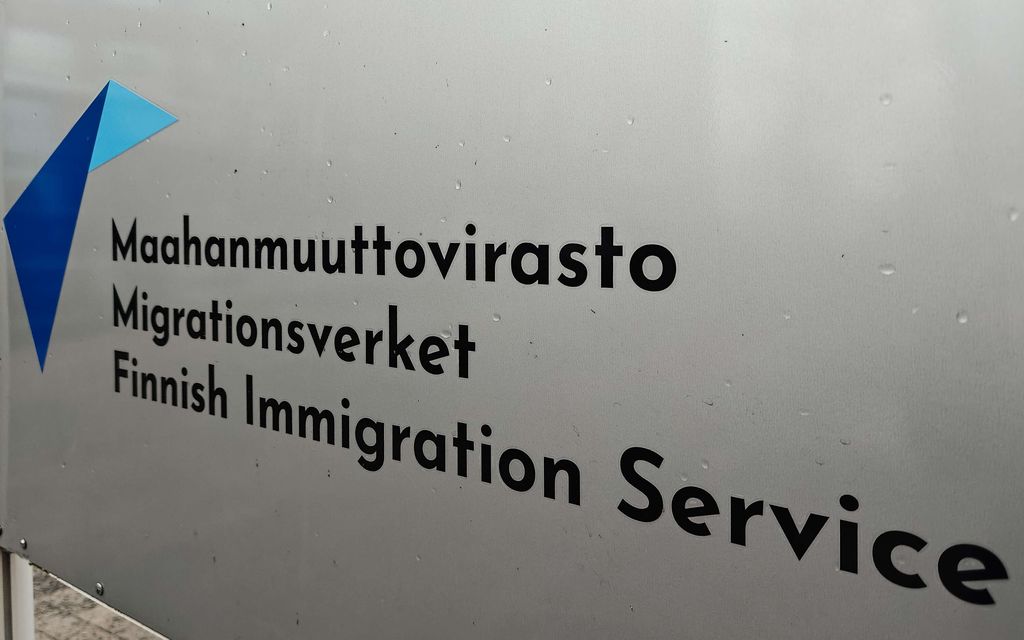 Maahanmuuttovirasto
Migrationsverket
Finnish Immigration Service